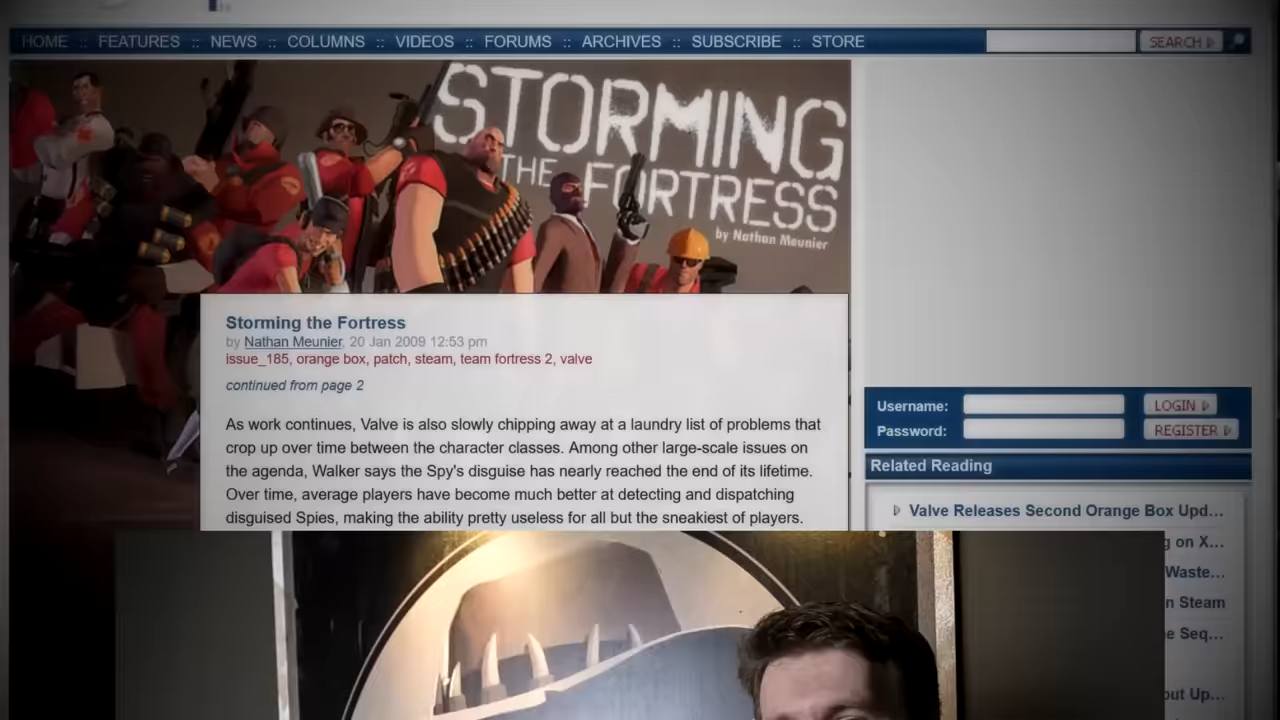 HOME :: FEATURES :: NEWS :: COLUMNS :: VIDEOS :: FORUMS :: ARCHIVES :: SUBSCRIBE :: STORE
SEARCH
STORMING
THE FORTRESS
by Nathan Meunier
Storming the Fortress
by Nathan Meunier, 20 Jan 2009 12:53 pm
issue_185, orange box, patch, steam, team fortress 2, valve
continued from page 2
As work continues, Valve is also slowly chipping away at a laundry list of problems that
crop up over time between the character classes. Among other large-scale issues on
the agenda, Walker says the Spy's disguise has nearly reached the end of its lifetime.
Over time, average players have become much better at detecting and dispatching
disguised Spies, making the ability pretty useless for all but the sneakiest of players.
Username:
LOGIN
Password:
REGISTER
Related Reading
Valve Releases Second Orange Box Upd...
on X...
Waste...
Steam
Seq...
Up...